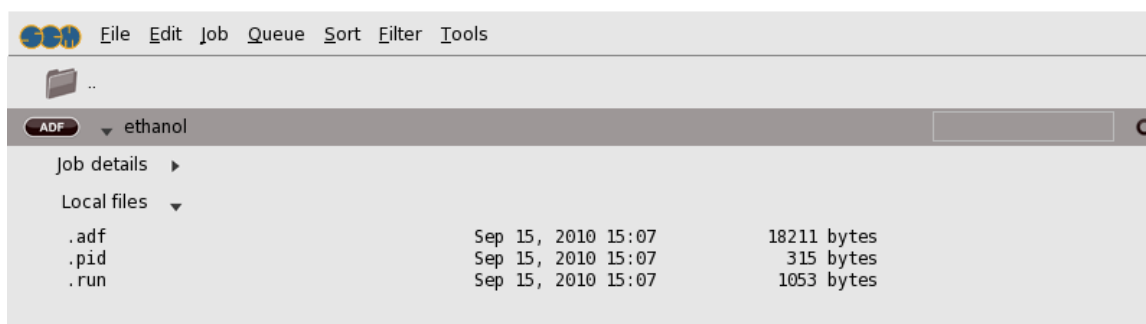 SCM File Edit Job Queue Sort Filter Tools
..
ADF ethanol
Job details
Local files
.adf Sep 15, 2010 15:07 18211 bytes
.pid Sep 15, 2010 15:07 315 bytes
.run Sep 15, 2010 15:07 1053 bytes